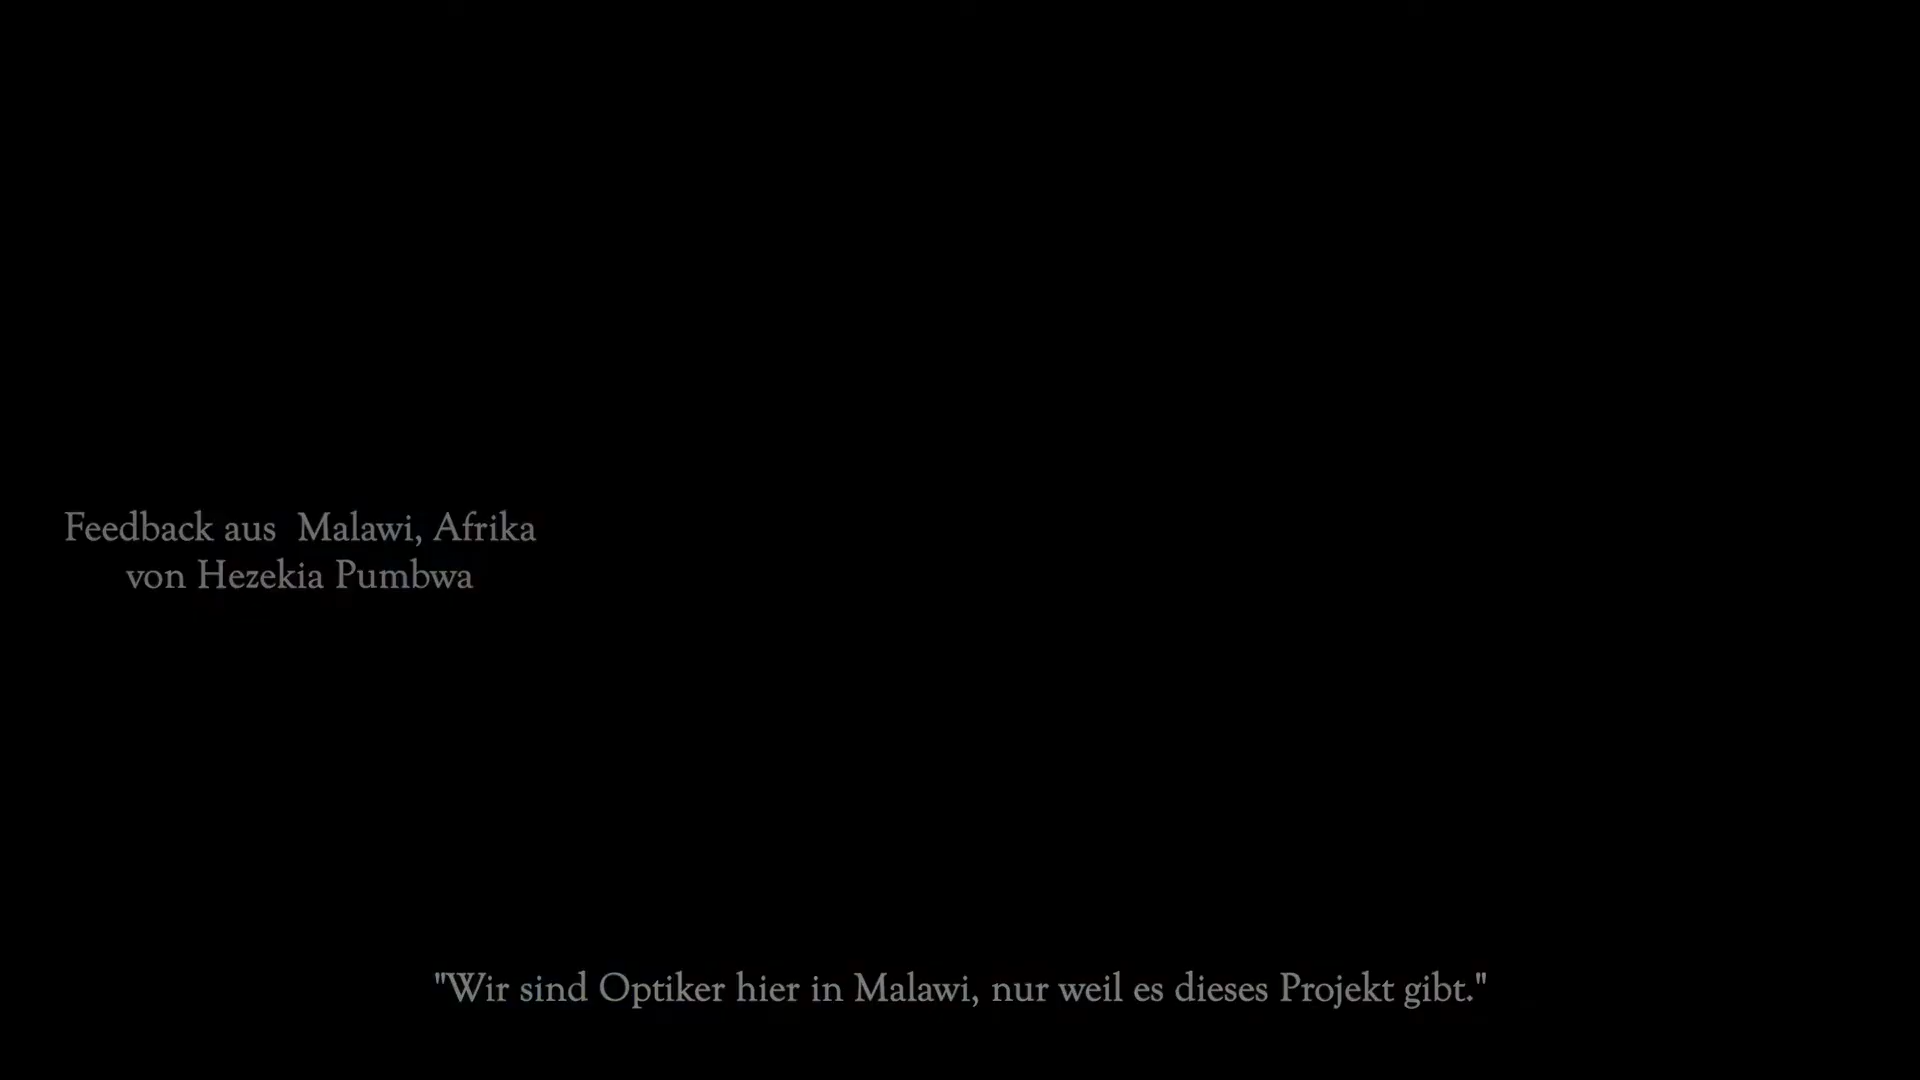 Feedback aus  Malawi, Afrika
von Hezekia Pumbwa
"Wir sind Optiker hier in Malawi, nur weil es dieses Projekt gibt."